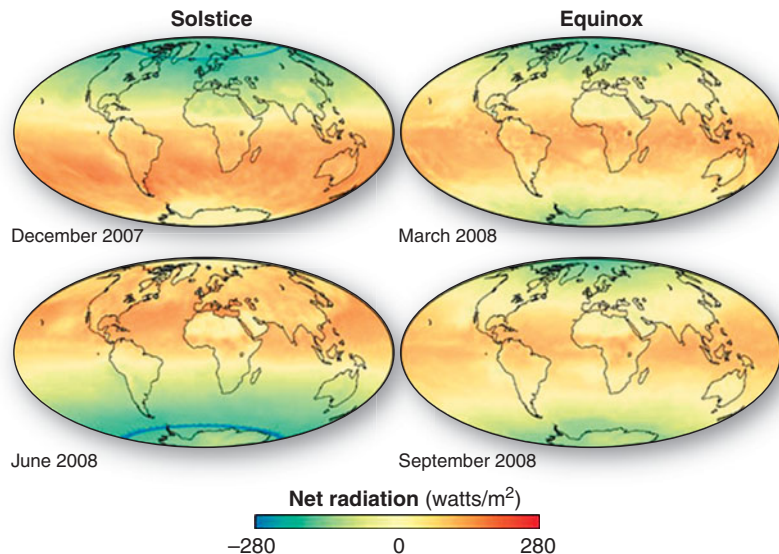 Solstice
Equinox
December 2007
March 2008
June 2008
September 2008
Net radiation (watts/m²)
–280
0
280